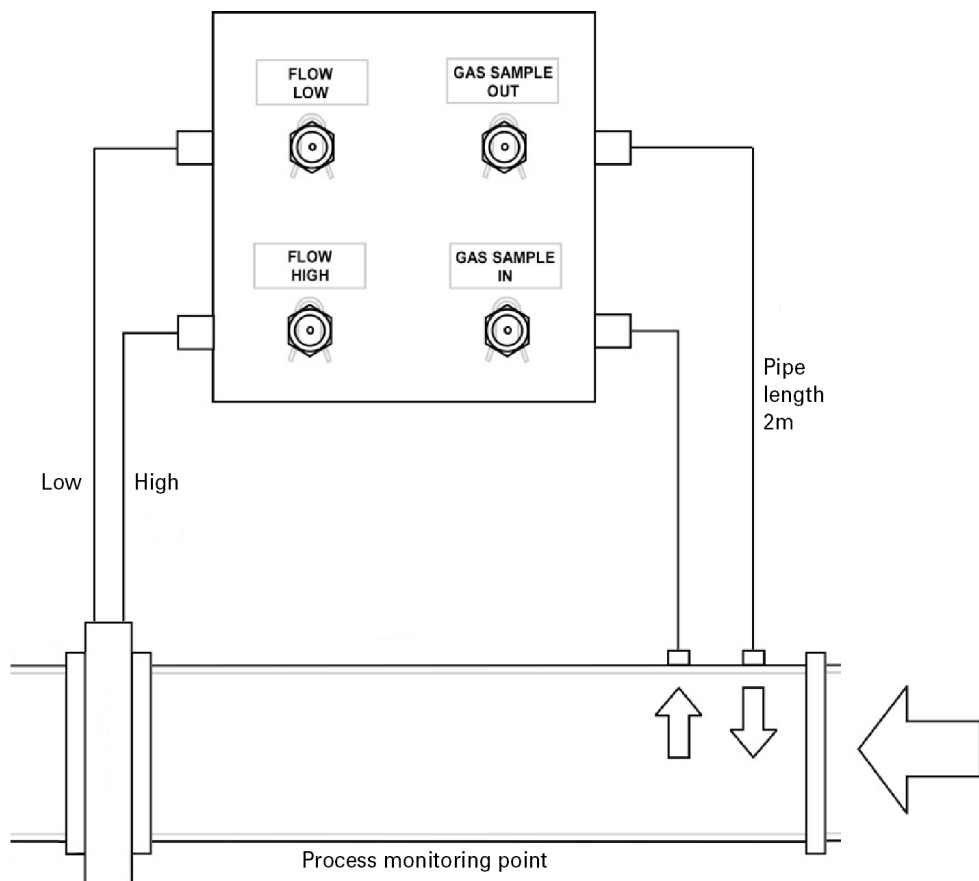 FLOW
LOW
GAS SAMPLE
OUT
FLOW
HIGH
GAS SAMPLE
IN
Pipe
length
2m
Low
High
Process monitoring point